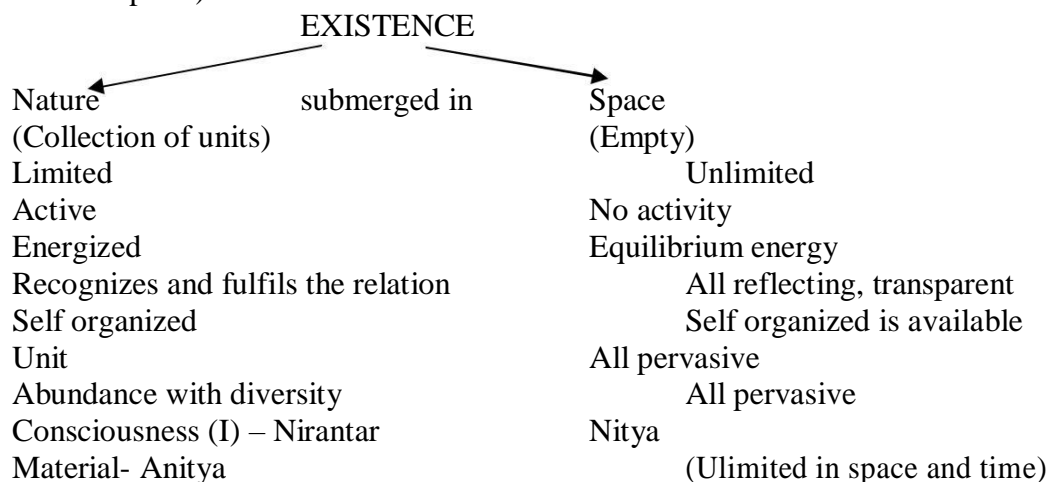 EXISTENCE
Nature submerged in Space
(Collection of units) (Empty)
Limited Unlimited
Active No activity
Energized Equilibrium energy
Recognizes and fulfils the relation All reflecting, transparent
Self organized Self organized is available
Unit All pervasive
Abundance with diversity All pervasive
Consciousness (I) – Nirantar Nitya
Material- Anitya (Ulimited in space and time)